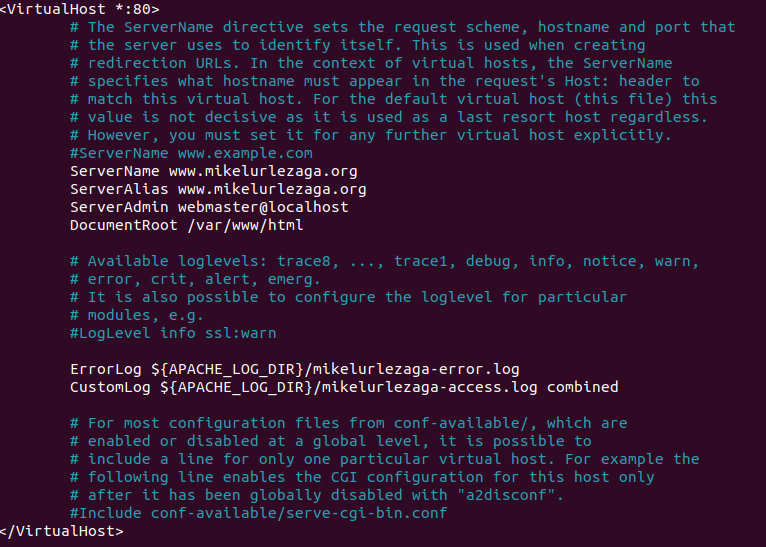 <VirtualHost *:80>
# The ServerName directive sets the request scheme, hostname and port that
# the server uses to identify itself. This is used when creating
# redirection URLs. In the context of virtual hosts, the ServerName
# specifies what hostname must appear in the request's Host: header to
# match this virtual host. For the default virtual host (this file) this
# value is not decisive as it is used as a last resort host regardless.
# However, you must set it for any further virtual host explicitly.
#ServerName www.example.com
ServerName www.mikelurlezaga.org
ServerAlias www.mikelurlezaga.org
ServerAdmin webmaster@localhost
DocumentRoot /var/www/html
# Available loglevels: trace8, ..., trace1, debug, info, notice, warn,
# error, crit, alert, emerg.
# It is also possible to configure the loglevel for particular
# modules, e.g.
#LogLevel info ssl:warn
ErrorLog ${APACHE_LOG_DIR}/mikelurlezaga-error.log
CustomLog ${APACHE_LOG_DIR}/mikelurlezaga-access.log combined
# For most configuration files from conf-available/, which are
# enabled or disabled at a global level, it is possible to
# include a line for only one particular virtual host. For example the
# following line enables the CGI configuration for this host only
# after it has been globally disabled with "a2disconf".
#Include conf-available/serve-cgi-bin.conf
</VirtualHost>